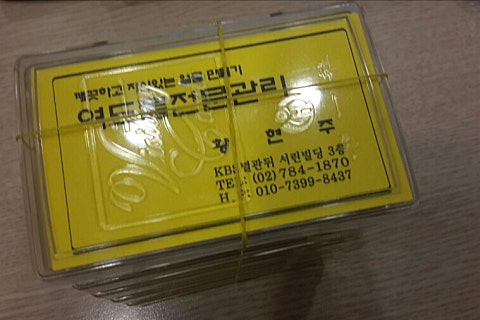 깨끗하고 자신있는 얼굴 만들기
여드름전문관리
황 현 주
KBS별관뒤 서린빌딩 3층
TEL: (02) 784-1870
H. P: 010-7399-8437